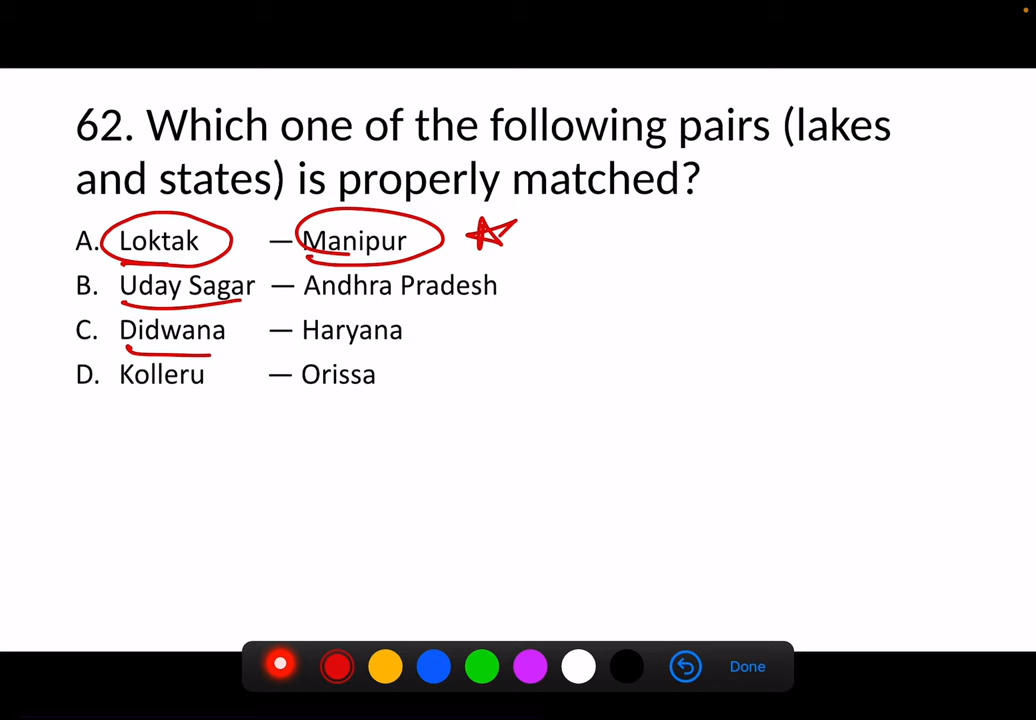 62. Which one of the following pairs (lakes
and states) is properly matched?
A. Loktak — Manipur
B. Uday Sagar — Andhra Pradesh
C. Didwana — Haryana
D. Kolleru — Orissa
Done